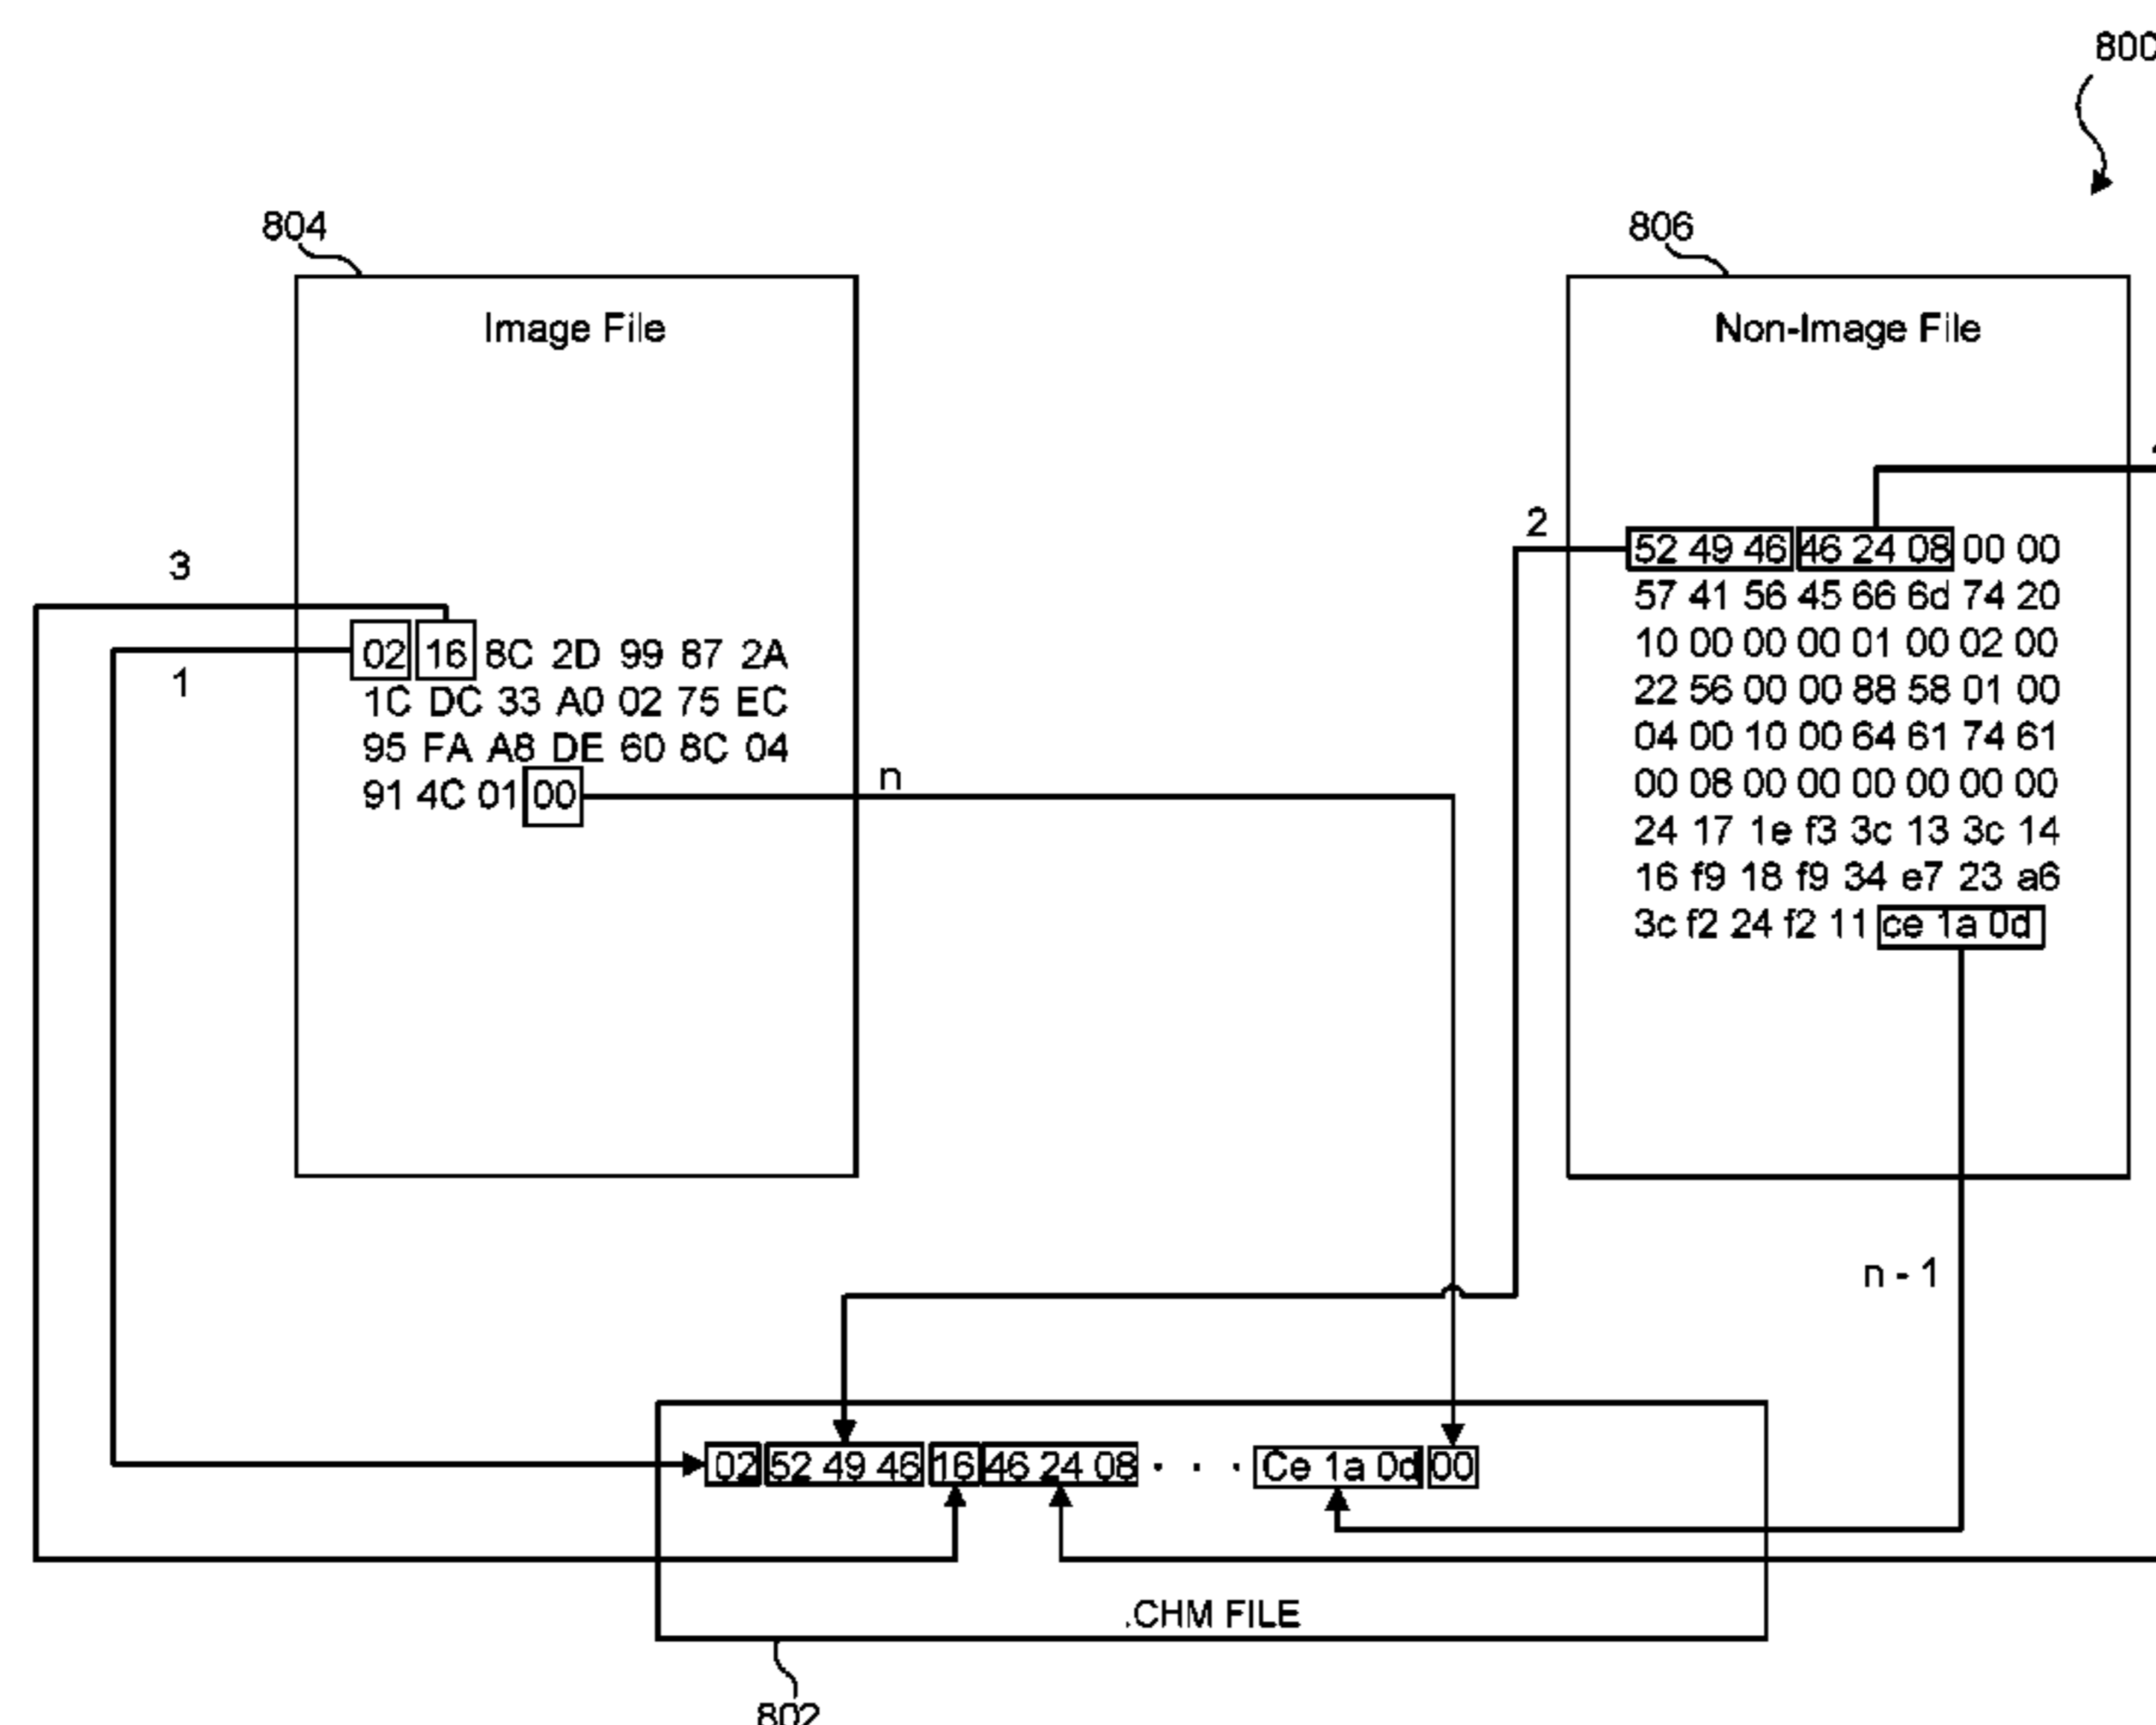 800
804
806
Image File
Non-Image File
2
52 49 46 46 24 08 00 00
57 41 56 45 66 6d 74 20
10 00 00 00 01 00 02 00
22 56 00 00 88 58 01 00
04 00 10 00 64 61 74 61
00 08 00 00 00 00 00 00
24 17 1e f3 3c 13 3c 14
16 f9 18 f9 34 e7 23 a6
3c f2 24 f2 11 ce 1a 0d
3
1
02 16 8C 2D 99 87 2A
1C DC 33 A0 02 75 EC
95 FA A8 DE 60 8C 04
91 4C 01 00
n
n - 1
02 52 49 46 16 46 24 08 . . . Ce 1a 0d 00
.CHM FILE
802